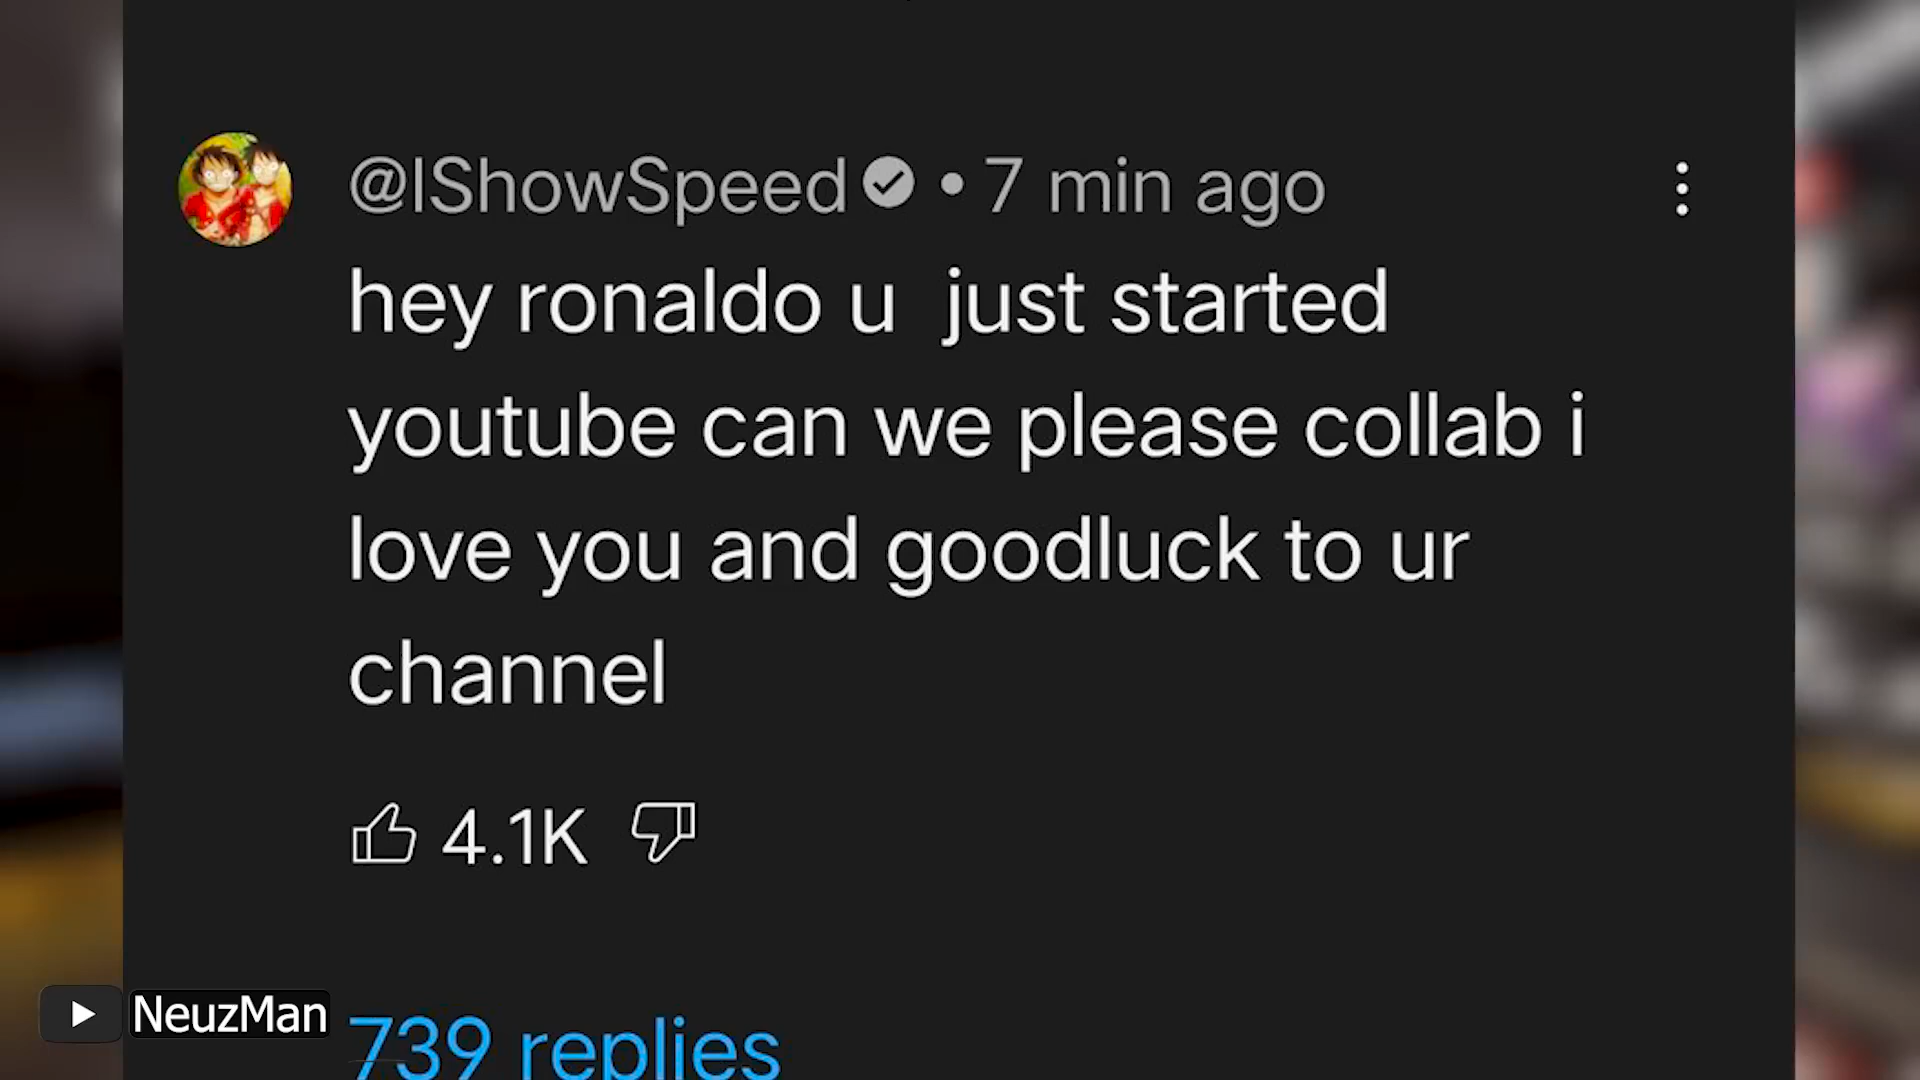 @IShowSpeed • 7 min ago
hey ronaldo u  just started
youtube can we please collab i
love you and goodluck to ur
channel
4.1K
739 replies
NeuzMan